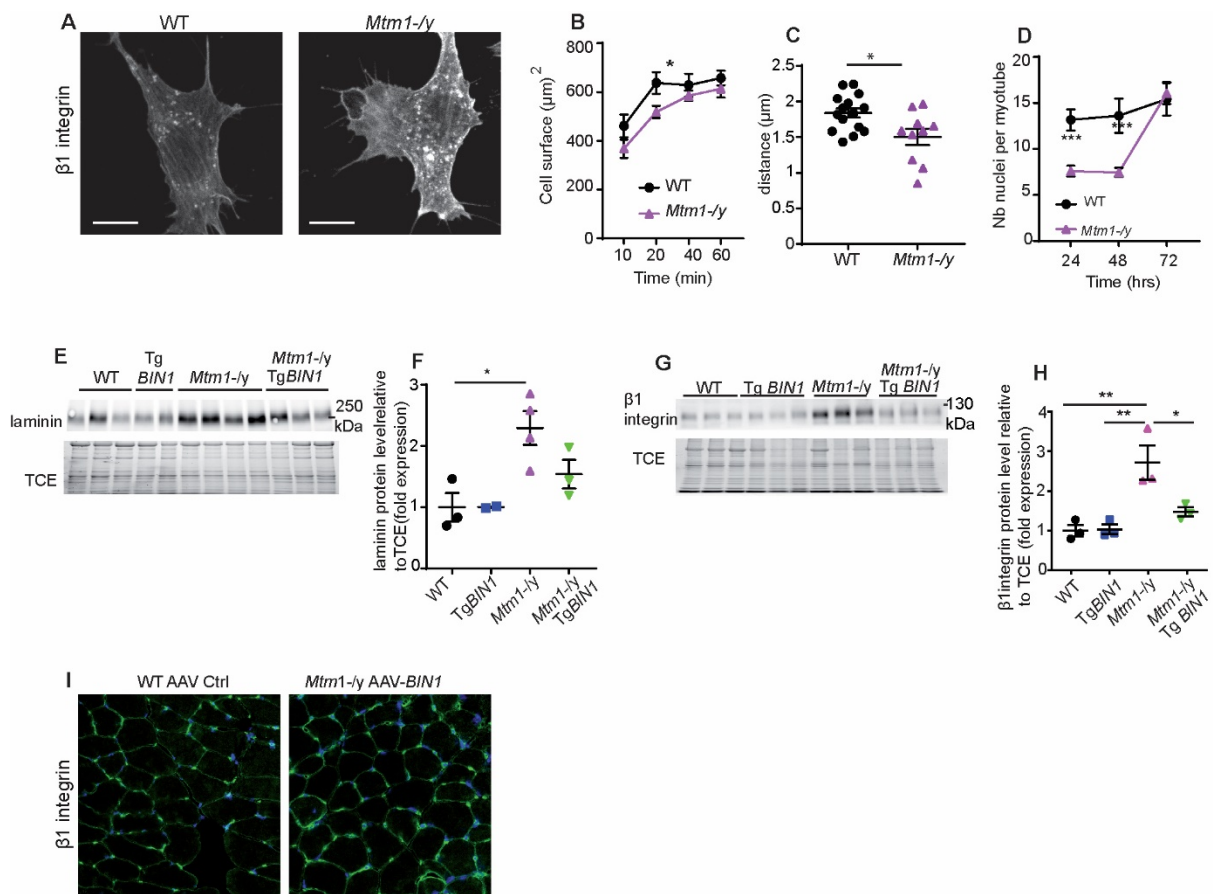 A
WT
Mtm1-/y
β1 integrin
B
Cell surface (μm) 2
800
600
400
200
0
*
WT
Mtm1-/y
10 20 40 60
Time (min)
C
distance (μm)
2.5
2
1.5
1
0.5
0
*
WT Mtm1-/y
D
Nb nuclei per myotube
20
15
10
5
0
***
***
WT
Mtm1-/y
24 48 72
Time (hrs)
E
WT
Tg
BIN1
Mtm1-/y
Mtm1-/y
TgBIN1
laminin
250
kDa
TCE
F
laminin protein levelrelative
to TCE(fold expression)
3
2
1
0
*
WT
TgBIN1
Mtm1-/y
Mtm1-/y
TgBIN1
G
WT
Tg BIN1
Mtm1-/y
Mtm1-/y
Tg BIN1
β1
integrin
-130
kDa
TCE
H
β1integrin protein level relative
to TCE (fold expression)
4
3
2
1
0
**
**
*
WT
TgBIN1
Mtm1-/y
Mtm1-/y
Tg BIN1
I
WT AAV Ctrl
Mtm1-/y AAV-BIN1
β1 integrin